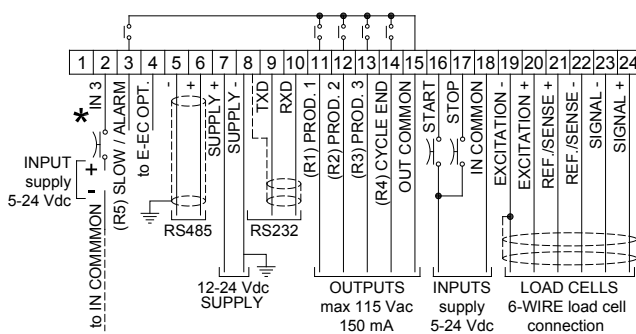 1 2 3 4 5 6 7 8 9 10 11 12 13 14 15 16 17 18 19 20 21 22 23 24
*
IN 3
(R5) SLOW / ALARM
to E-EC OPT.
-
+
SUPPLY +
SUPPLY -
TXD
RXD
(R1) PROD. 1
(R2) PROD. 2
(R3) PROD. 3
(R4) CYCLE END
OUT COMMON
START
STOP
IN COMMON
EXCITATION -
EXCITATION +
REF./SENSE +
REF./SENSE -
SIGNAL -
SIGNAL +
INPUT
supply
5-24 Vdc
+
-
to IN COMMMON
RS485
RS232
12-24 Vdc
SUPPLY
OUTPUTS
max 115 Vac
150 mA
INPUTS
supply
5-24 Vdc
LOAD CELLS
6-WIRE load cell
connection